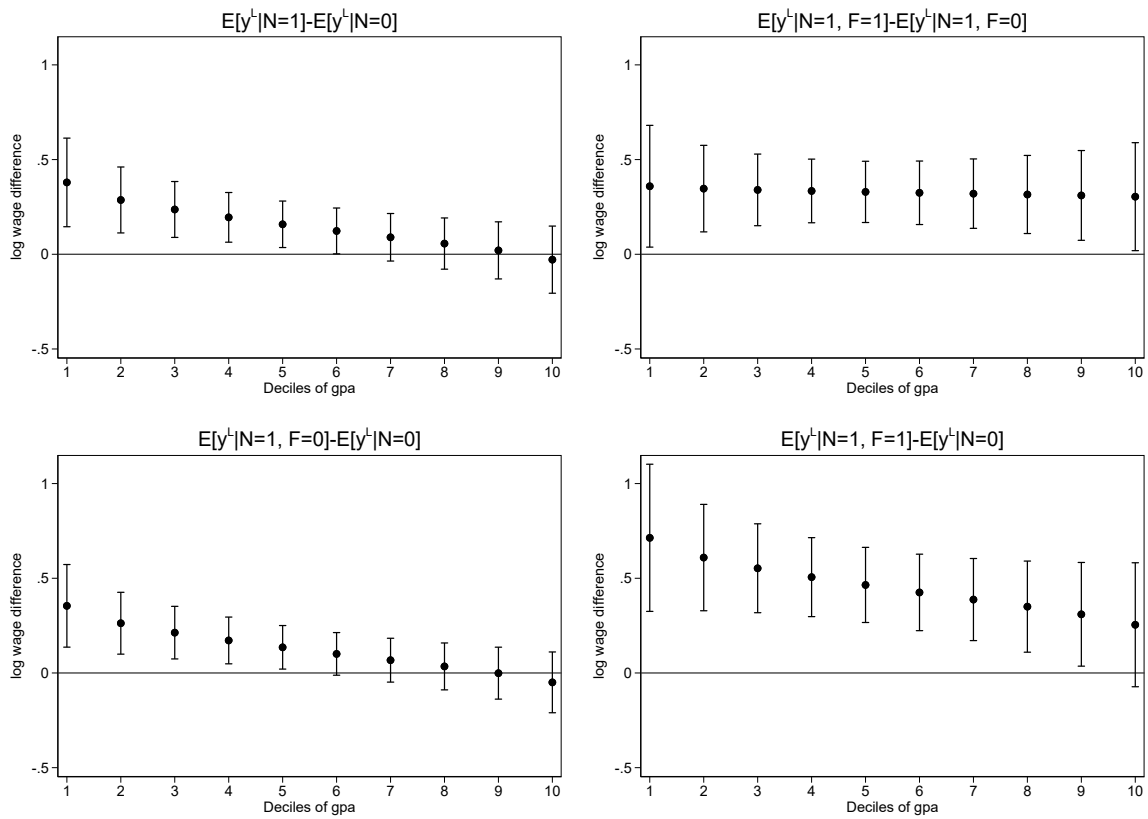 E[y^L|N=1]-E[y^L|N=0]
log wage difference
1
.5
0
-.5
1 2 3 4 5 6 7 8 9 10
Deciles of gpa
E[y^L|N=1, F=1]-E[y^L|N=1, F=0]
log wage difference
1
.5
0
-.5
1 2 3 4 5 6 7 8 9 10
Deciles of gpa
E[y^L|N=1, F=0]-E[y^L|N=0]
log wage difference
1
.5
0
-.5
1 2 3 4 5 6 7 8 9 10
Deciles of gpa
E[y^L|N=1, F=1]-E[y^L|N=0]
log wage difference
1
.5
0
-.5
1 2 3 4 5 6 7 8 9 10
Deciles of gpa